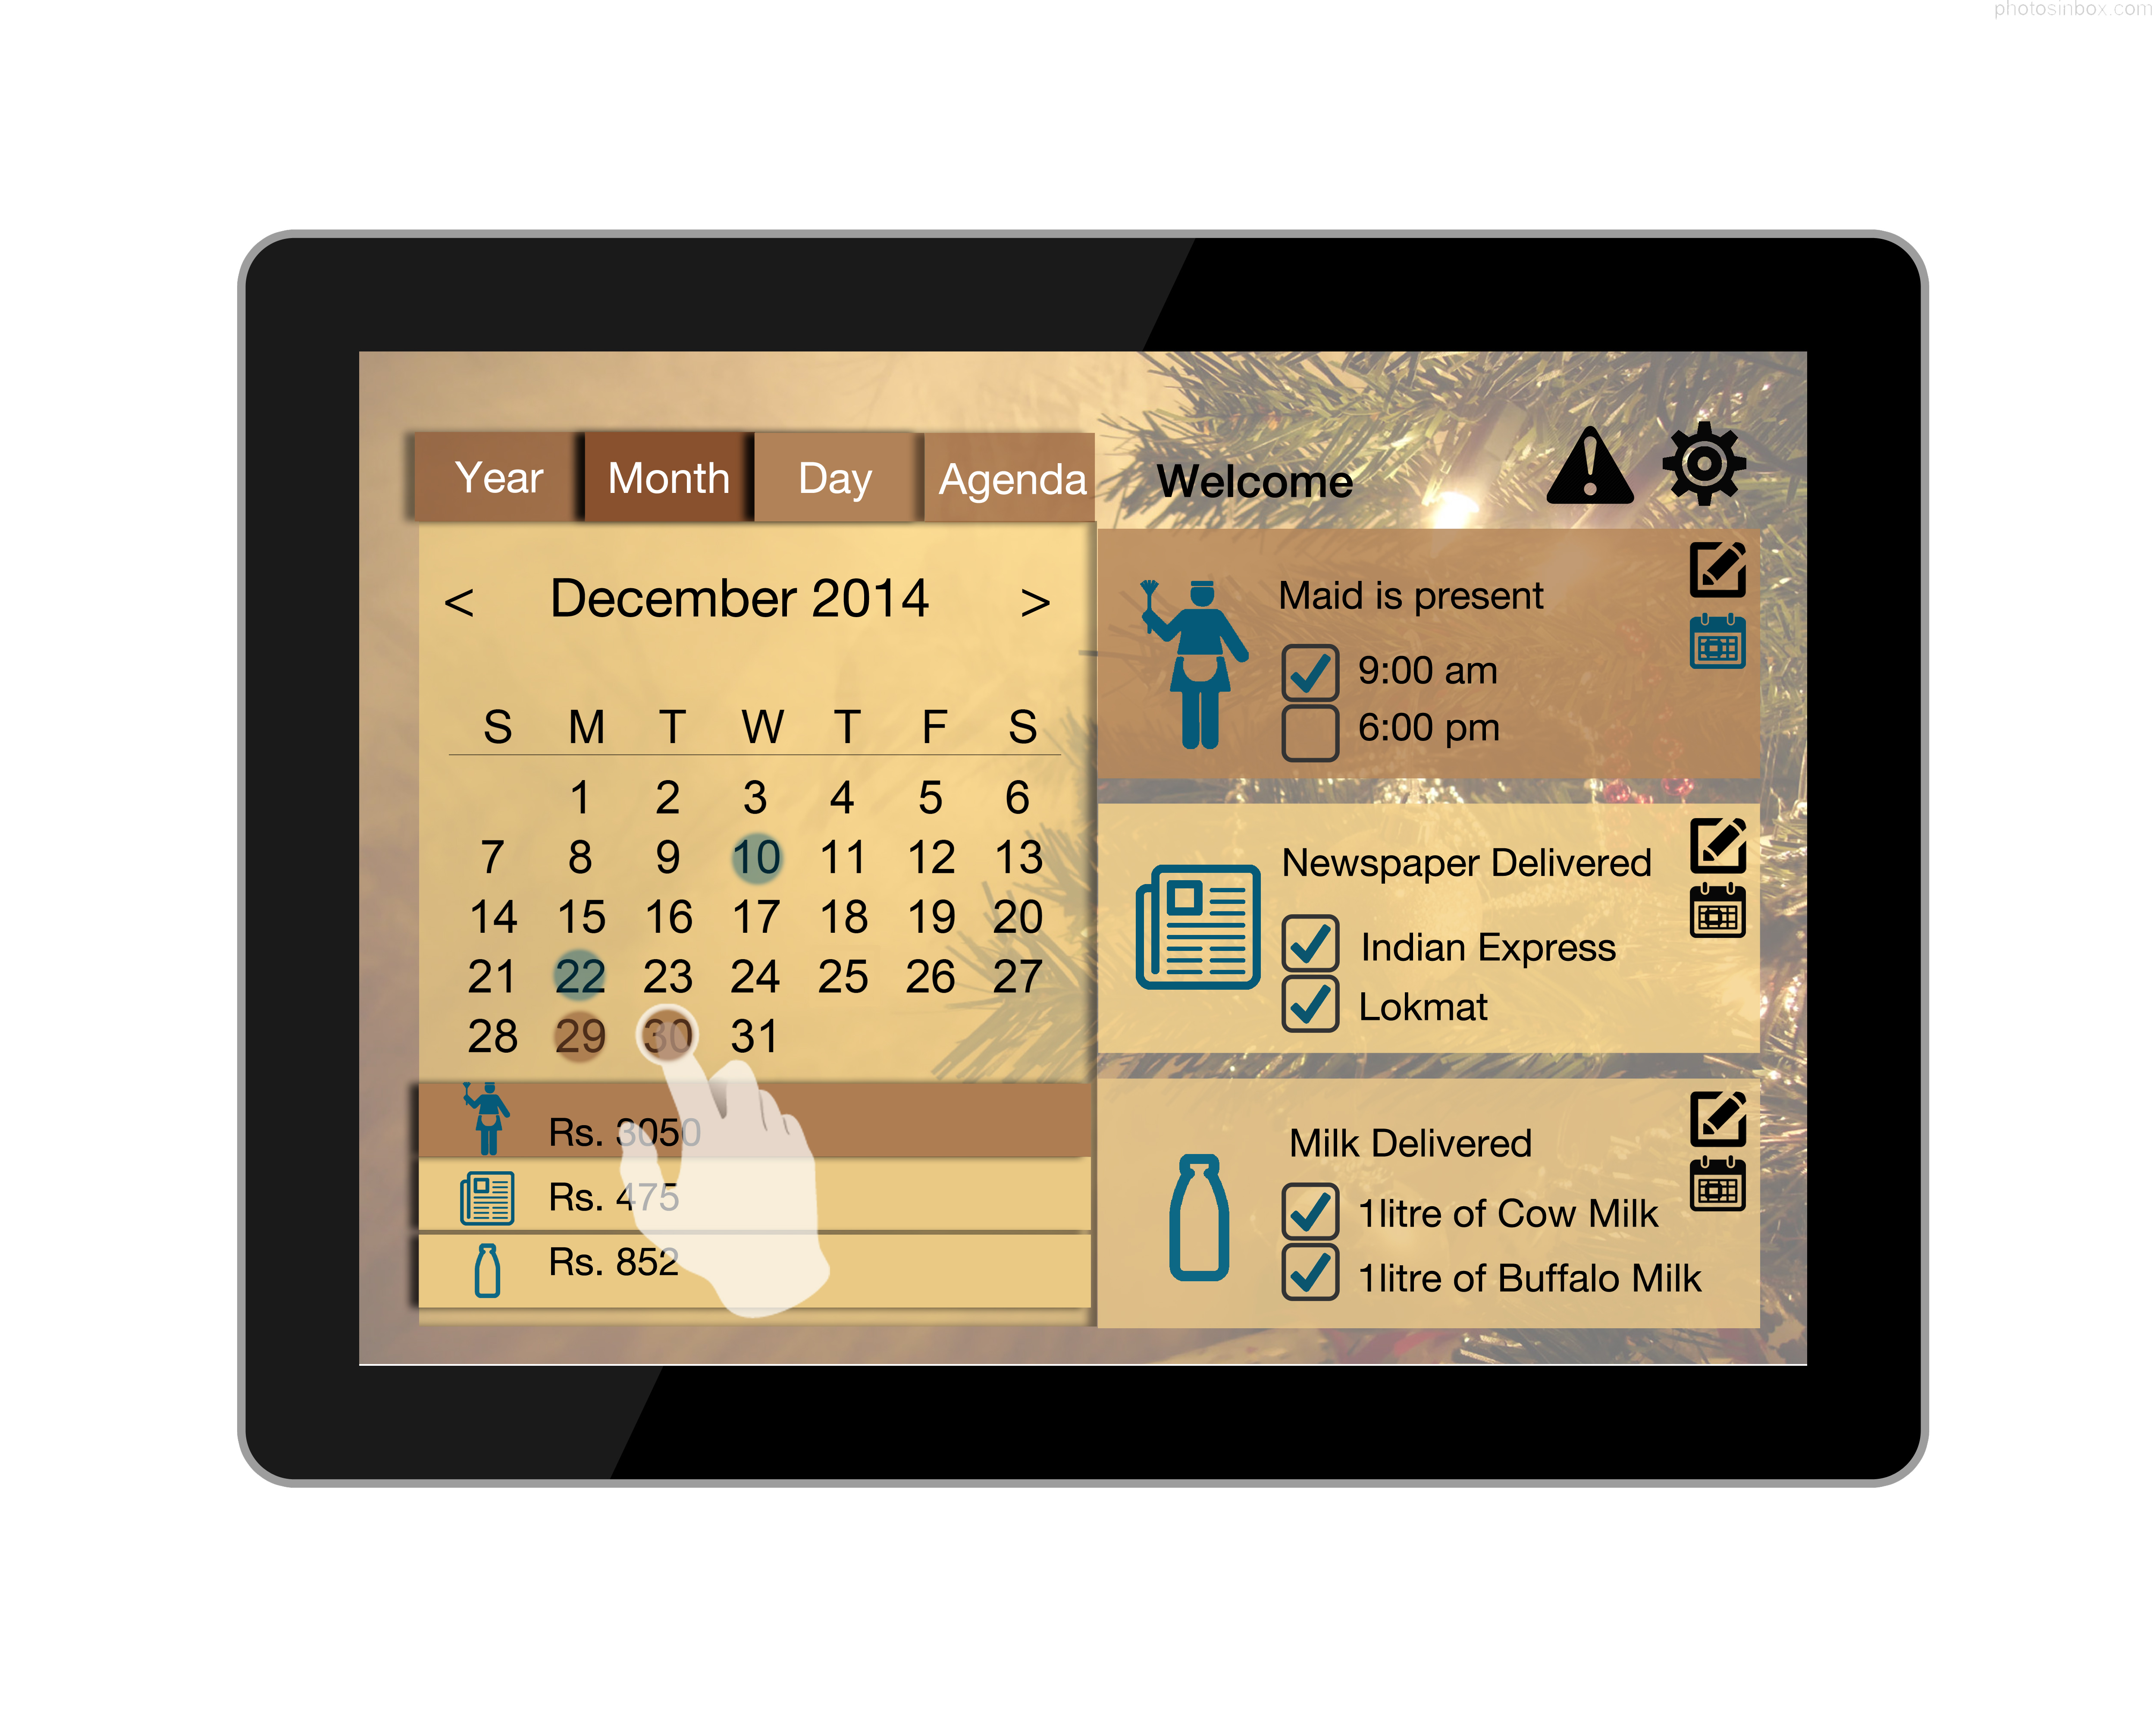 photosinbox.com
Year Month Day Agenda
Welcome
< December 2014 >
S M T W T F S
1 2 3 4 5 6
7 8 9 10 11 12 13
14 15 16 17 18 19 20
21 22 23 24 25 26 27
28 29 30 31
Rs. 3050
Rs. 475
Rs. 852
Maid is present
9:00 am
6:00 pm
Newspaper Delivered
Indian Express
Lokmat
Milk Delivered
1litre of Cow Milk
1litre of Buffalo Milk